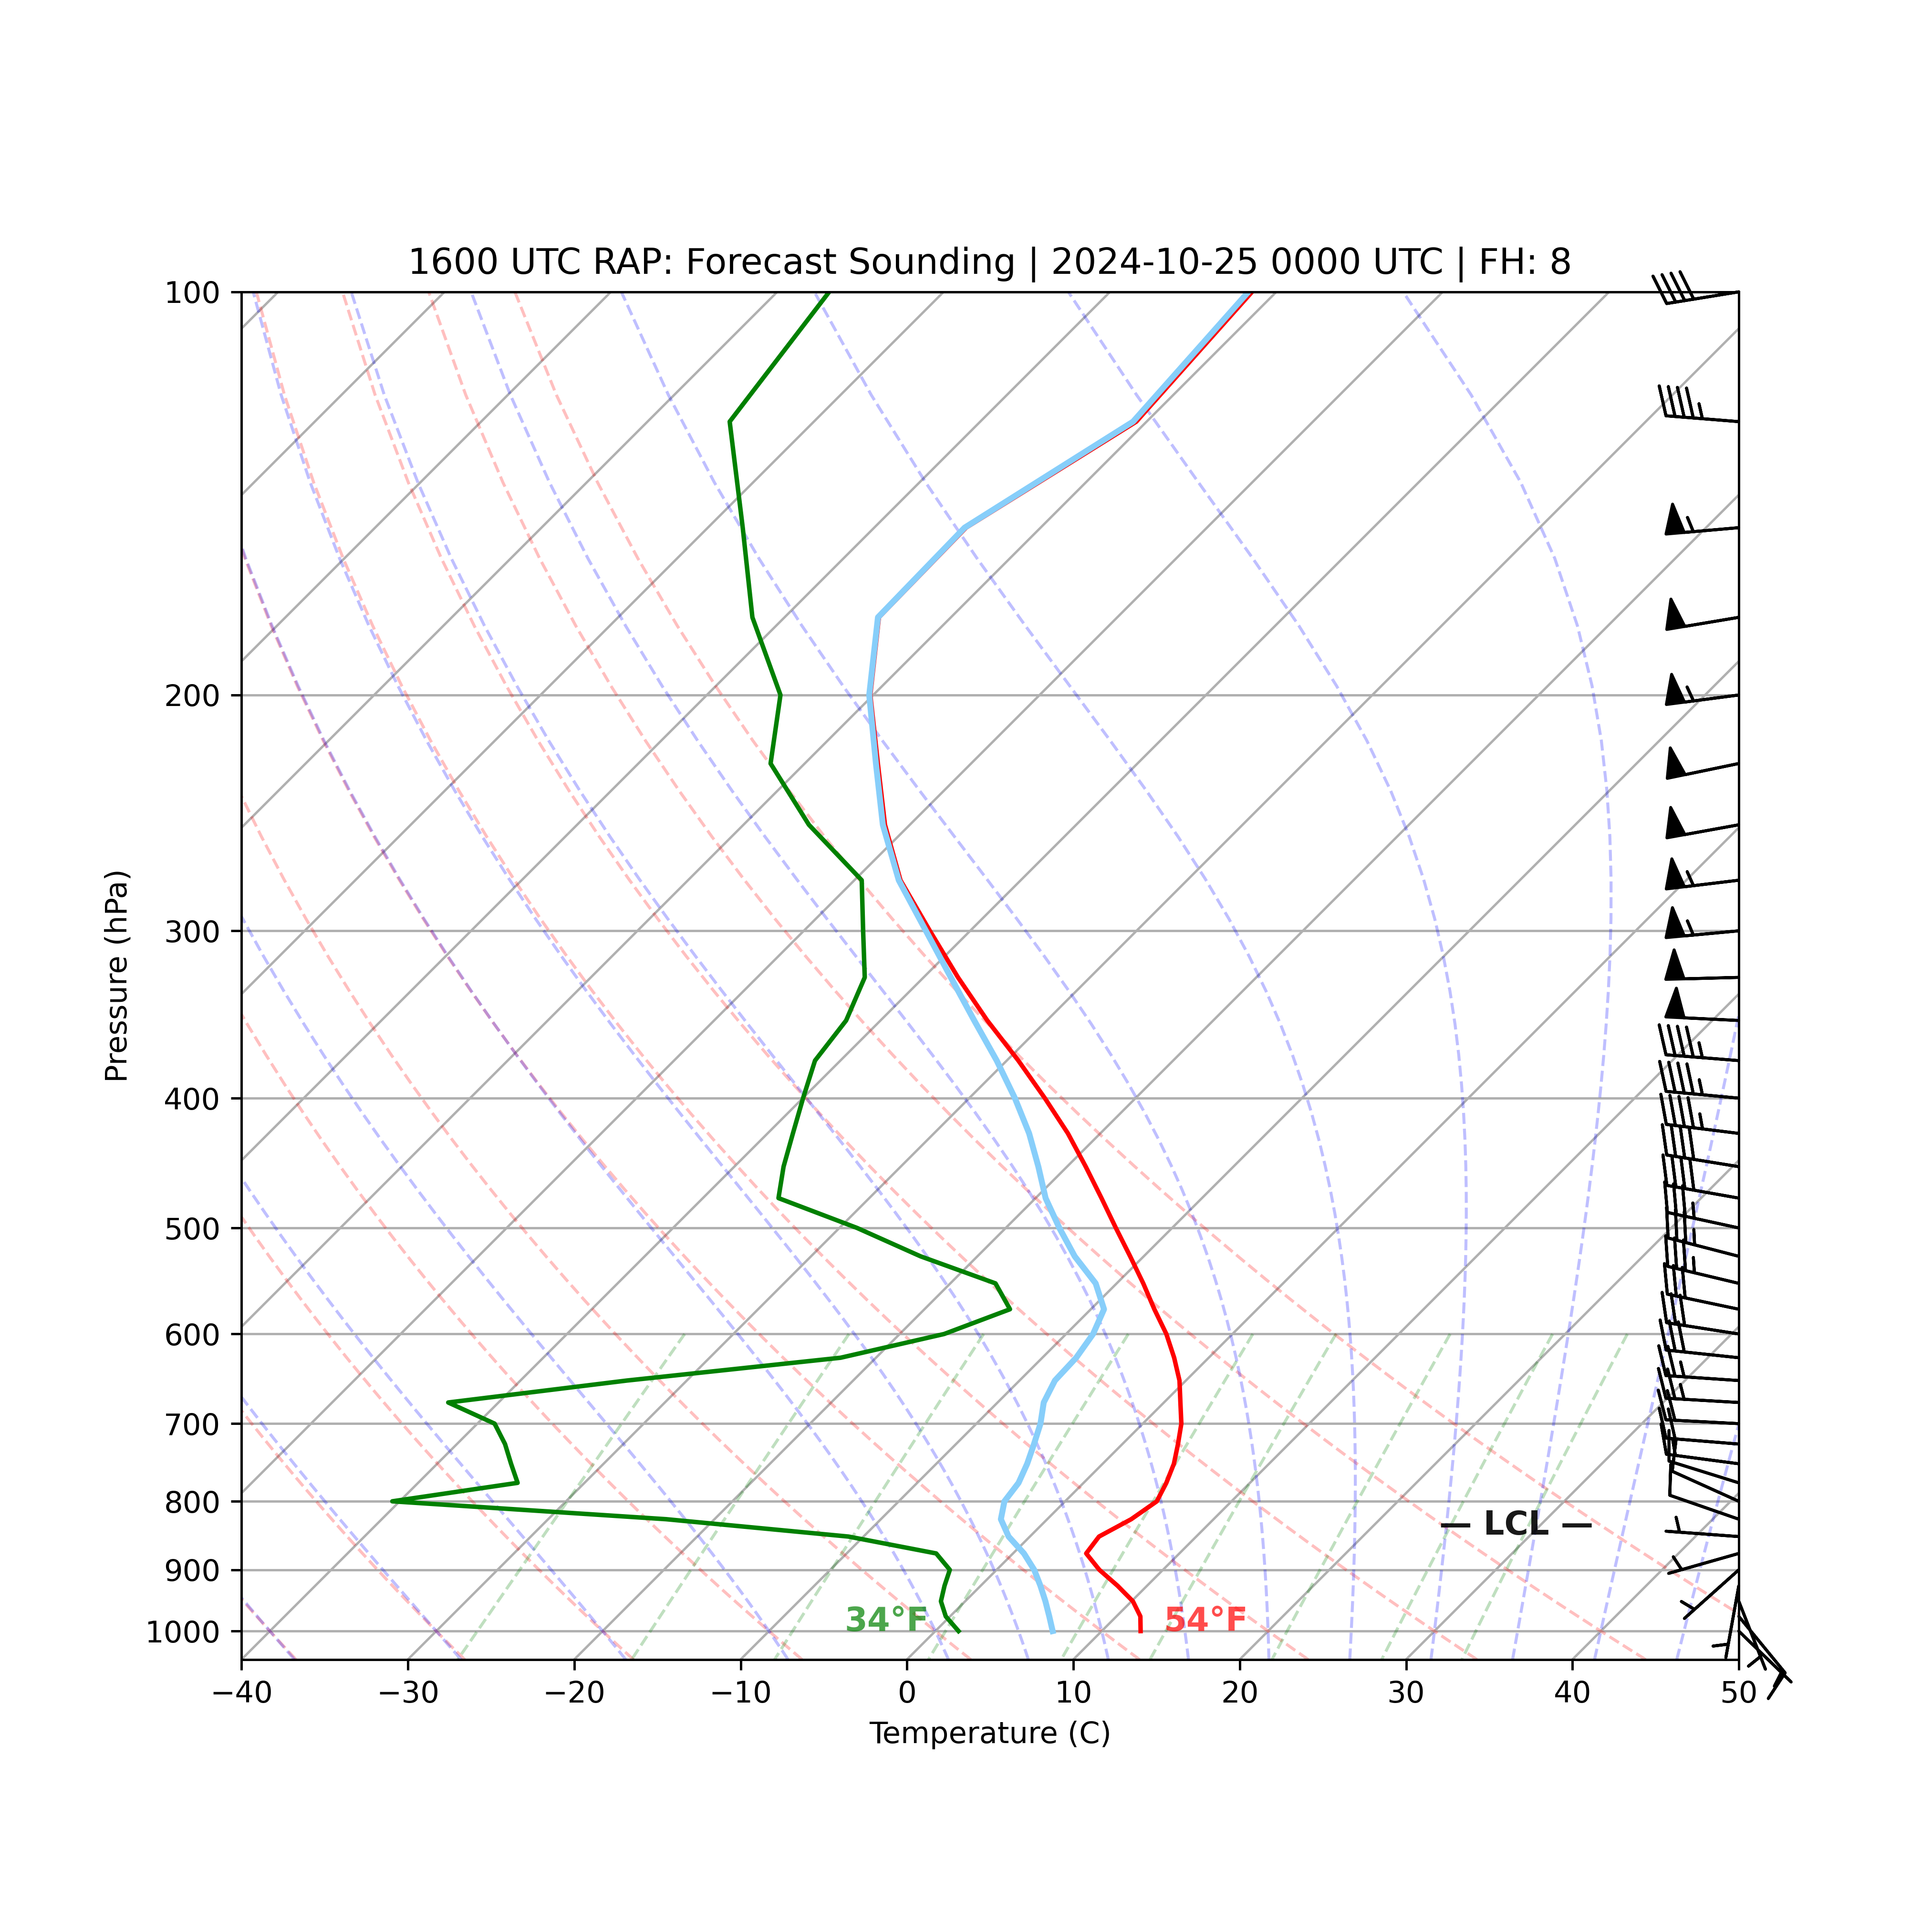 1600 UTC RAP: Forecast Sounding | 2024-10-25 0000 UTC | FH: 8
100
200
300
400
500
600
700
800
900
1000
Pressure (hPa)
— LCL —
34°F
54°F
−40 −30 −20 −10 0 10 20 30 40 50
Temperature (C)